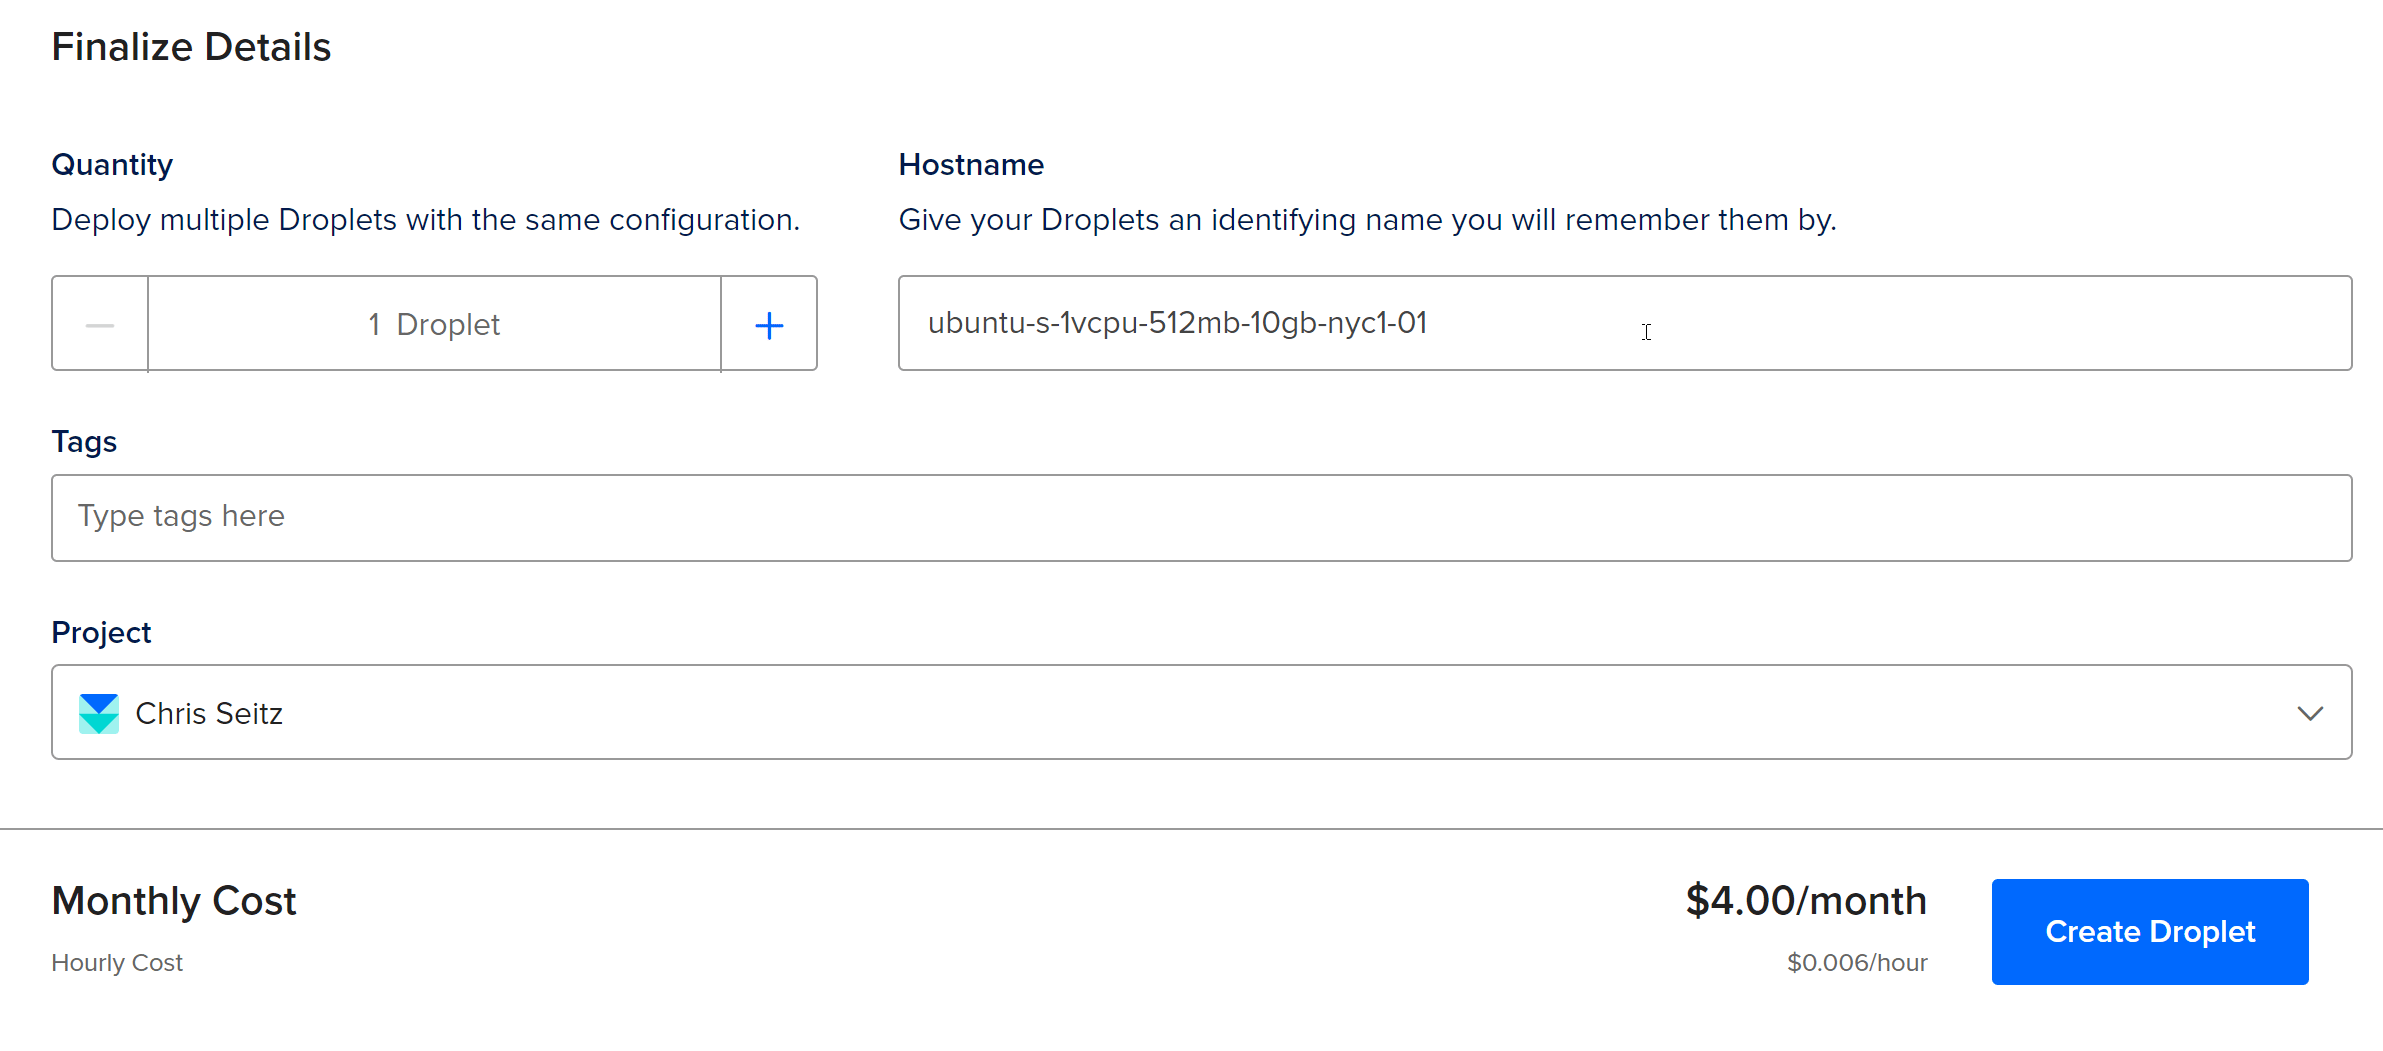 Finalize Details
Quantity
Deploy multiple Droplets with the same configuration.
1 Droplet
Hostname
Give your Droplets an identifying name you will remember them by.
ubuntu-s-1vcpu-512mb-10gb-nyc1-01
Tags
Type tags here
Project
Chris Seitz
Monthly Cost
Hourly Cost
$4.00/month
$0.006/hour
Create Droplet